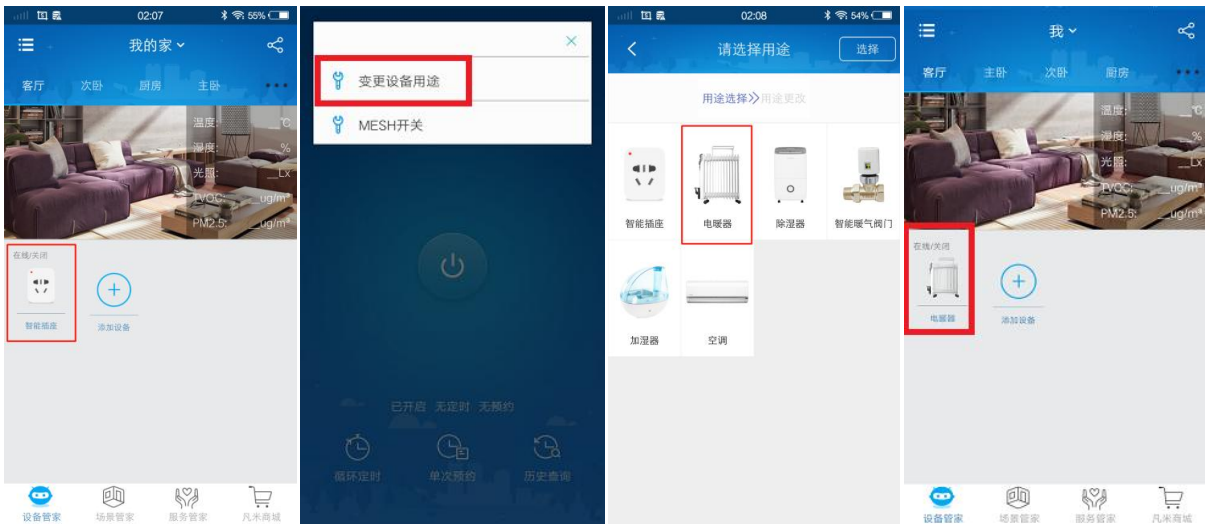 02:07
55%
我的家
客厅 次卧 厨房 主卧
温度: ℃
湿度: __%
光照: __Lx
TVOC: __ug/m³
PM2.5: __ug/m³
在线/关闭
智能插座
添加设备
设备管家 场景管家 服务管家 凡米商城
变更设备用途
MESH开关
已开启 无定时 无预约
循环定时 单次预约 历史查询
02:08
54%
请选择用途 选择
用途选择>>用途更改
智能插座 电暖器 除湿器 智能暖气阀门
加湿器 空调
我
客厅 主卧 次卧 厨房
温度: __℃
湿度: __%
光照: __Lx
TVOC: __ug/m³
PM2.5: __ug/m³
在线/关闭
电暖器
添加设备
设备管家 场景管家 服务管家 凡米商城